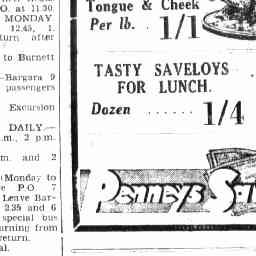 O. at 11.30.
MONDAY
12.45, 1.
turn after
to Burnett
—Bargara 9
passengers
Excursion
DAILY—
a.m., 2 p.m.
m. and 2
(Monday to
P.O. 7
Leave Bar-
2.35 and 6
special bus
urning from
return.
al.
Tongue & Cheek
Per lb. . 1/1
TASTY SAVELOYS
FOR LUNCH.
Dozen ...... 1/4
Penneys